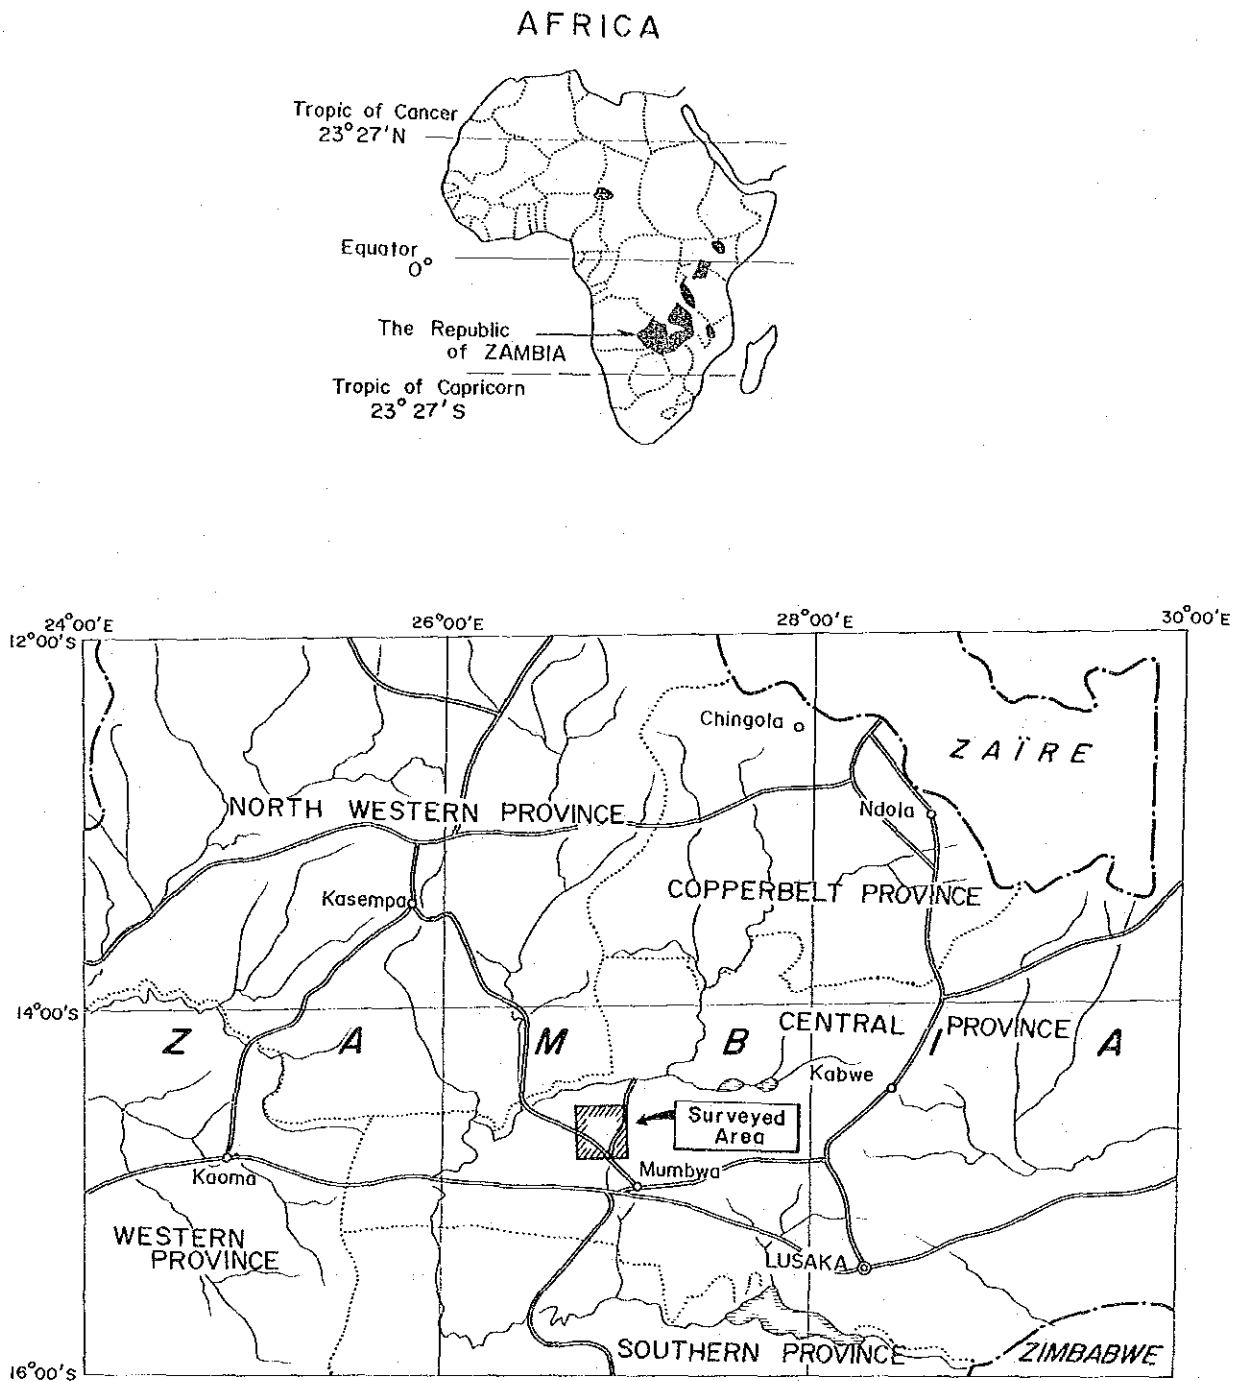 AFRICA
Tropic of Cancer
23°27'N
Equator
0°
The Republic
of ZAMBIA
Tropic of Capricorn
23°27'S
24°00'E
26°00'E
28°00'E
30°00'E
12°00'S
Chingola
ZAÏRE
NORTH WESTERN PROVINCE
Ndola
Kasempa
COPPERBELT PROVINCE
14°00'S
CENTRAL PROVINCE
Z A M B I A
Kabwe
Surveyed
Area
Mumbwa
Kaoma
WESTERN
PROVINCE
LUSAKA
SOUTHERN PROVINCE
ZIMBABWE
16°00'S